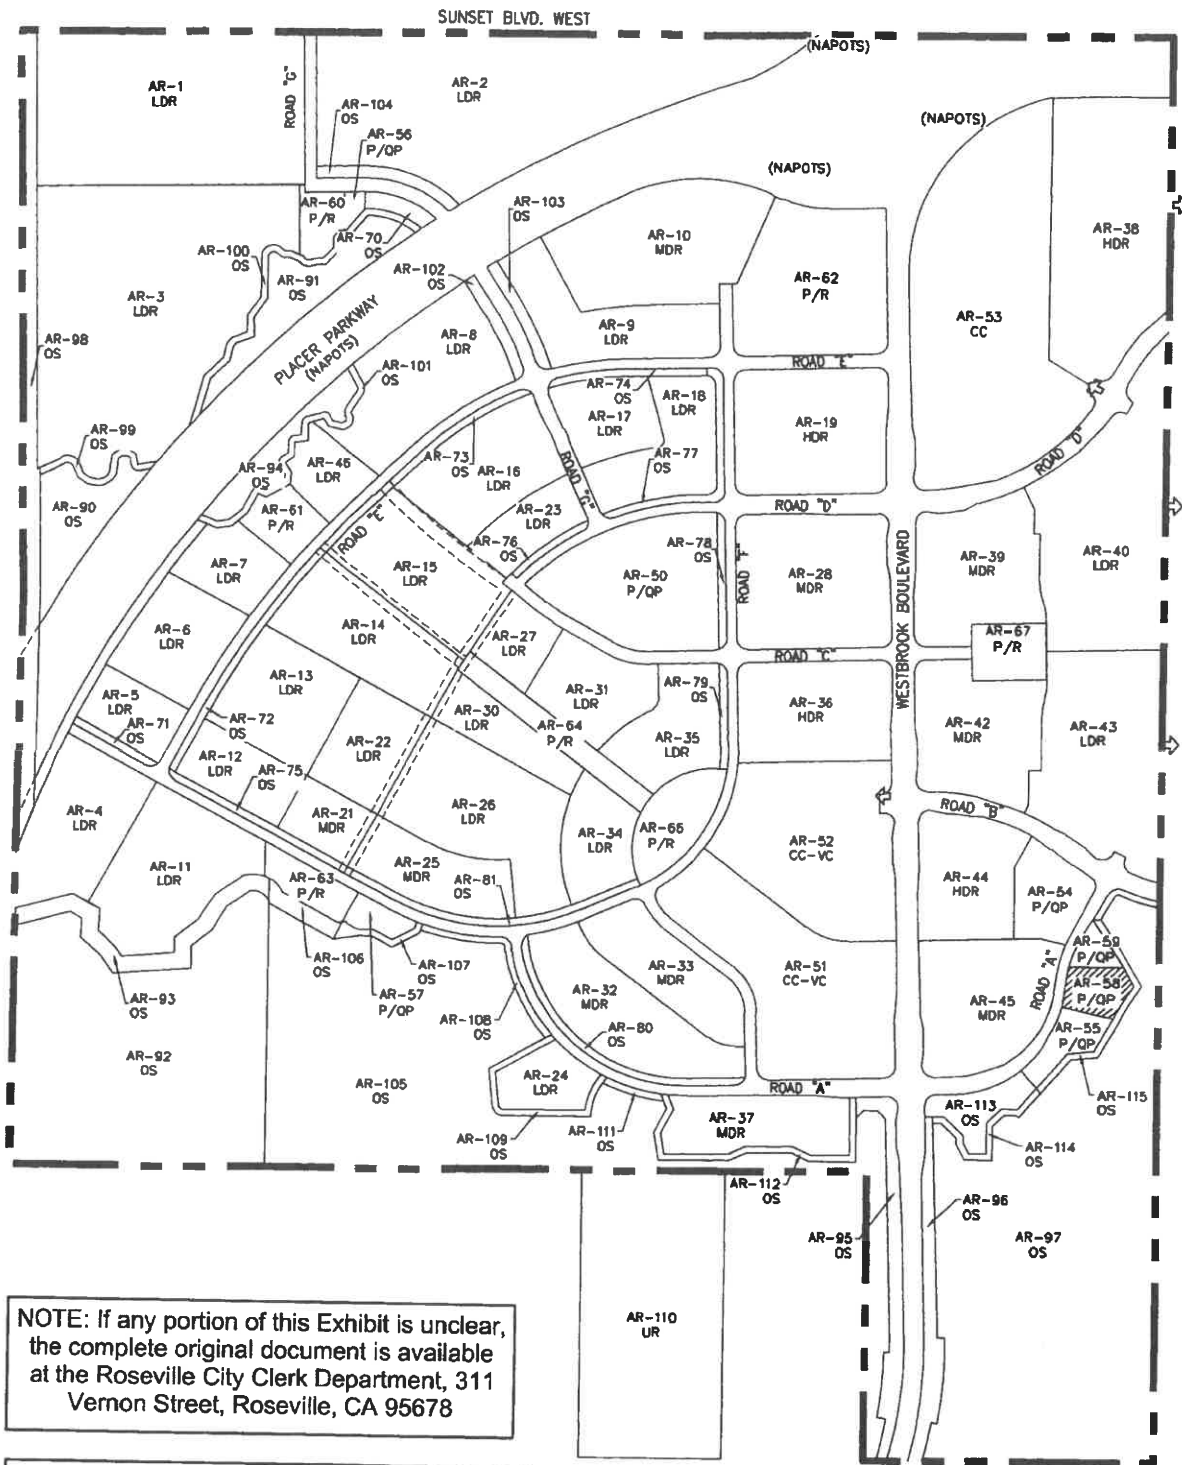 SUNSET BLVD. WEST
(NAPOTS)
AR-1
LDR
ROAD "G"
AR-2
LDR
AR-104
OS
AR-56
P/QP
(NAPOTS)
(NAPOTS)
AR-60
P/R
AR-70
OS
AR-103
OS
AR-10
MDR
AR-38
HDR
AR-100
OS
AR-91
OS
AR-102
OS
AR-62
P/R
AR-3
LDR
AR-53
CC
AR-98
OS
PLACER PARKWAY
(NAPOTS)
AR-8
LDR
AR-9
LDR
ROAD "E"
AR-101
OS
AR-74
OS
AR-18
LDR
AR-17
LDR
AR-19
HDR
AR-99
OS
AR-73
OS
AR-77
OS
ROAD "D"
AR-94
OS
AR-46
LDR
AR-16
LDR
ROAD "G"
AR-90
OS
AR-61
P/R
ROAD "E"
AR-23
LDR
ROAD "D"
AR-76
OS
AR-78
OS
AR-7
LDR
AR-15
LDR
AR-50
P/QP
ROAD "F"
AR-28
MDR
WESTBROOK BOULEVARD
AR-39
MDR
AR-40
LDR
AR-6
LDR
AR-14
LDR
AR-27
LDR
AR-67
P/R
ROAD "C"
AR-13
LDR
AR-5
LDR
AR-71
OS
AR-72
OS
AR-31
LDR
AR-79
OS
AR-36
HDR
AR-30
LDR
AR-64
P/R
AR-42
MDR
AR-43
LDR
AR-22
LDR
AR-35
LDR
AR-12
LDR
AR-75
OS
AR-4
LDR
AR-21
MDR
AR-26
LDR
ROAD "B"
AR-34
LDR
AR-66
P/R
AR-52
CC-VC
AR-11
LDR
AR-25
MDR
AR-81
OS
AR-63
P/R
AR-44
HDR
AR-54
P/QP
AR-106
OS
AR-107
OS
AR-57
P/QP
AR-33
MDR
AR-51
CC-VC
AR-59
P/QP
AR-93
OS
AR-32
MDR
ROAD "A"
AR-58
P/QP
AR-45
MDR
AR-108
OS
AR-80
OS
AR-55
P/QP
AR-92
OS
AR-105
OS
AR-24
LDR
ROAD "A"
AR-115
OS
AR-113
OS
AR-37
MDR
AR-109
OS
AR-111
OS
AR-114
OS
AR-112
OS
AR-96
OS
AR-95
OS
AR-97
OS
AR-110
UR
NOTE: If any portion of this Exhibit is unclear,
the complete original document is available
at the Roseville City Clerk Department, 311
Vernon Street, Roseville, CA 95678